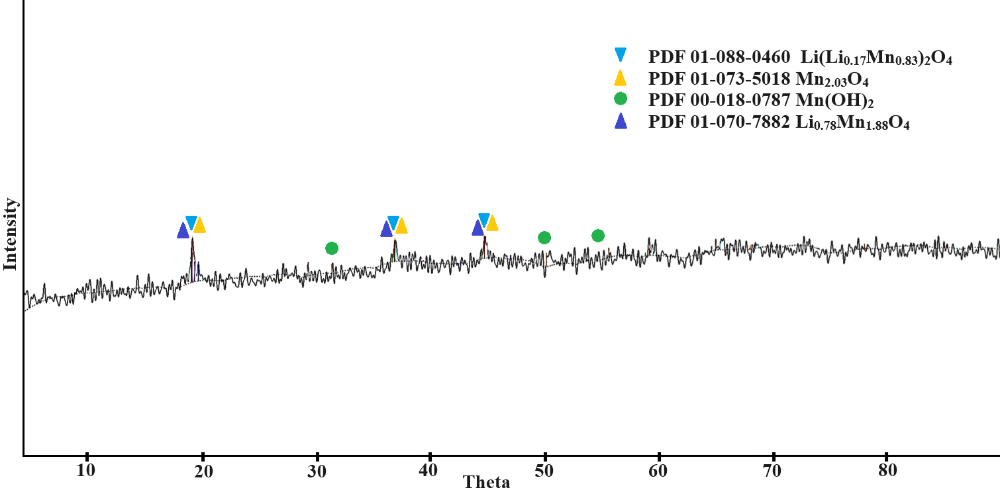 PDF 01-088-0460 Li(Li0.17Mn0.83)2O4
PDF 01-073-5018 Mn2.03O4
PDF 00-018-0787 Mn(OH)2
PDF 01-070-7882 Li0.78Mn1.88O4
Intensity
10 20 30 40 50 60 70 80
Theta